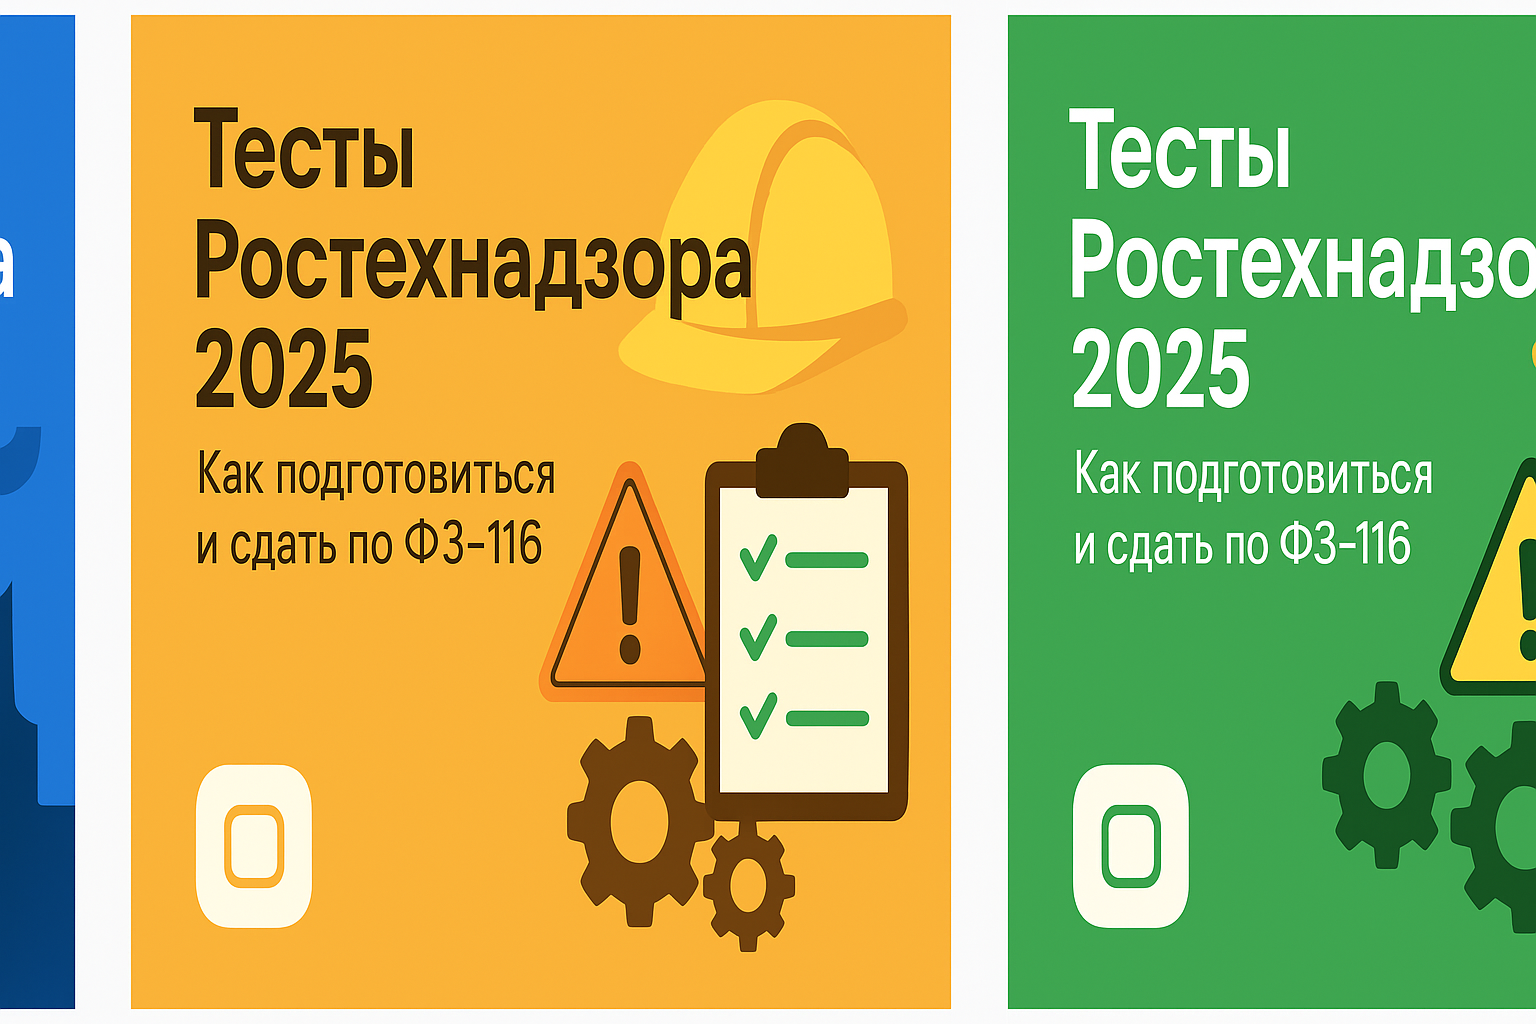 Тесты
Ростехнадзора
2025
Как подготовиться
и сдать по ФЗ-116
Тесты
2025
Как подготовиться
и сдать по ФЗ-116